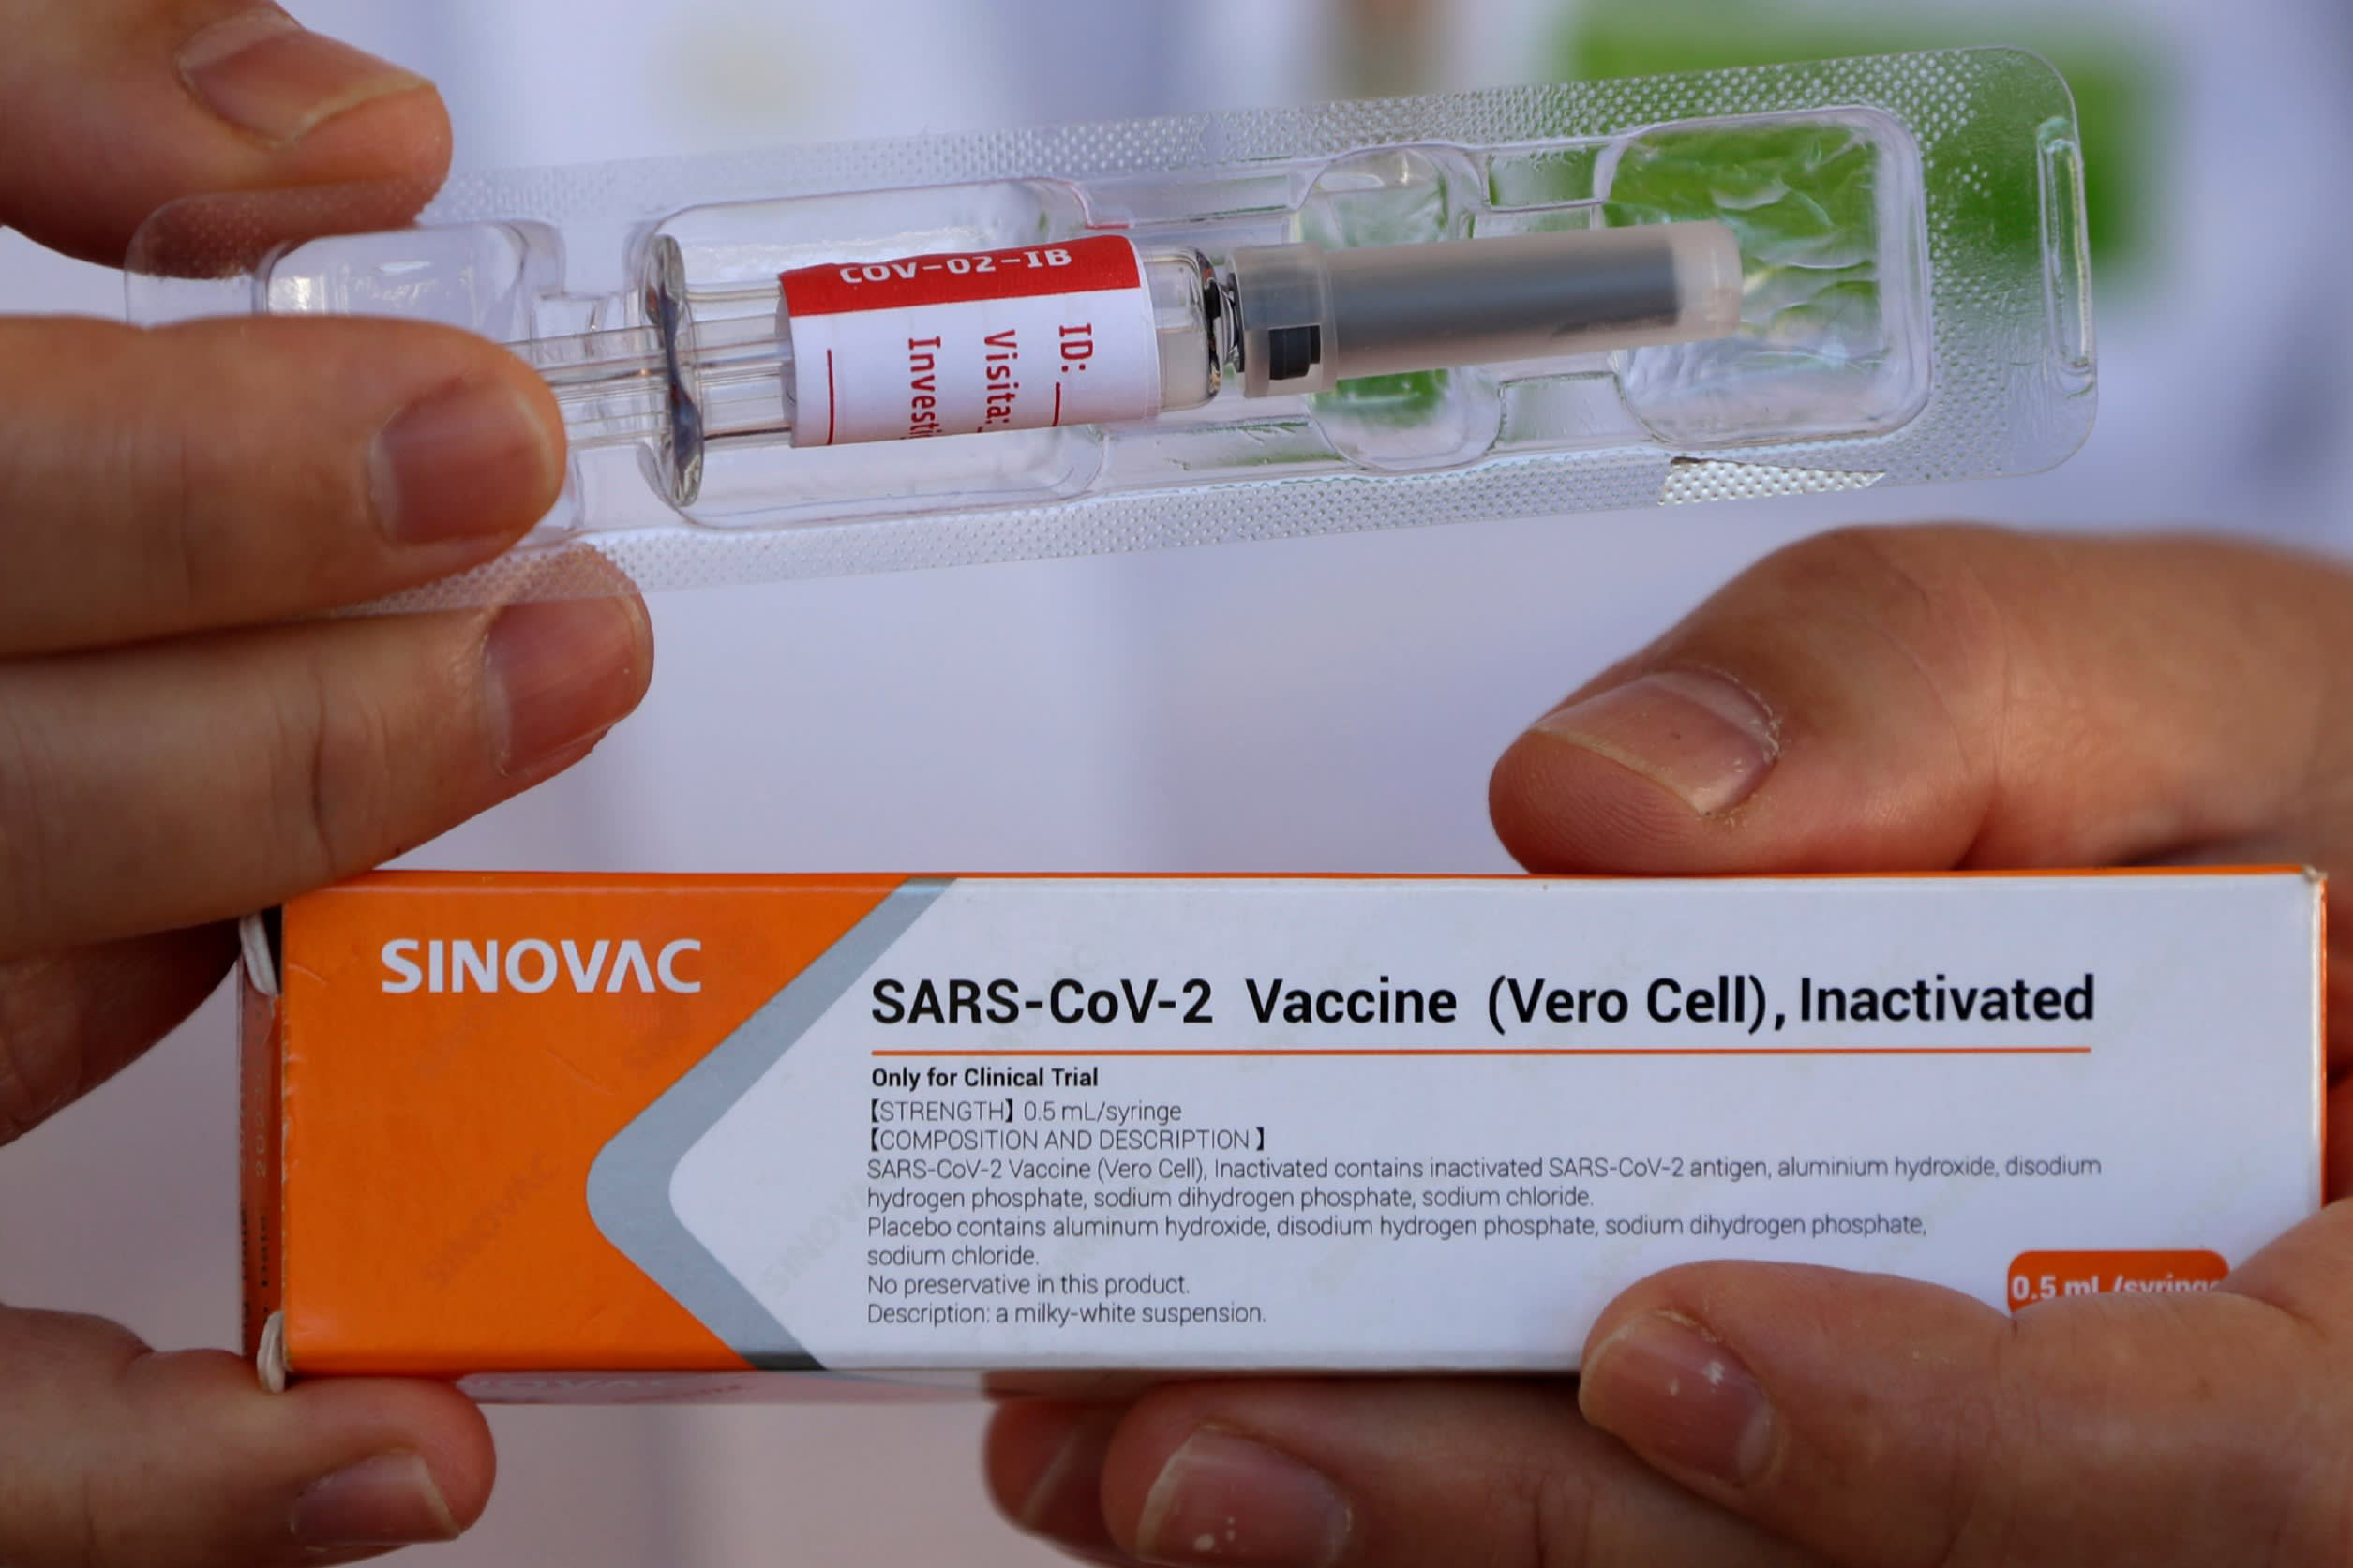 COV-02-IB
ID:
Visita:
SINOVAC
SARS-CoV-2 Vaccine (Vero Cell), Inactivated
Only for Clinical Trial
【STRENGTH】 0.5 mL/syringe
【COMPOSITION AND DESCRIPTION 】
SARS-CoV-2 Vaccine (Vero Cell), Inactivated contains inactivated SARS-CoV-2 antigen, aluminium hydroxide, disodium
hydrogen phosphate, sodium dihydrogen phosphate, sodium chloride.
Placebo contains aluminum hydroxide, disodium hydrogen phosphate, sodium dihydrogen phosphate,
sodium chloride.
No preservative in this product.
Description: a milky-white suspension.
0.5 mL/syringe